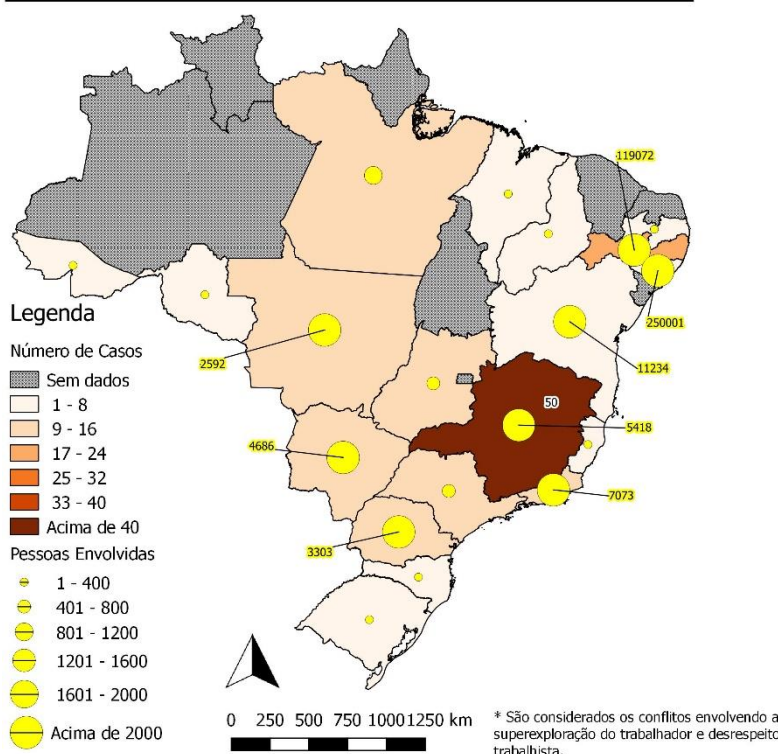 119072
250001
11234
2592
50
5418
4686
7073
3303
Legenda
Número de Casos
Sem dados
1 - 8
9 - 16
17 - 24
25 - 32
33 - 40
Acima de 40
Pessoas Envolvidas
1 - 400
401 - 800
801 - 1200
1201 - 1600
1601 - 2000
Acima de 2000
0 250 500 750 1000 1250 km
* São considerados os conflitos envolvendo a
superexploração do trabalhador e desrespeito
trabalhista.